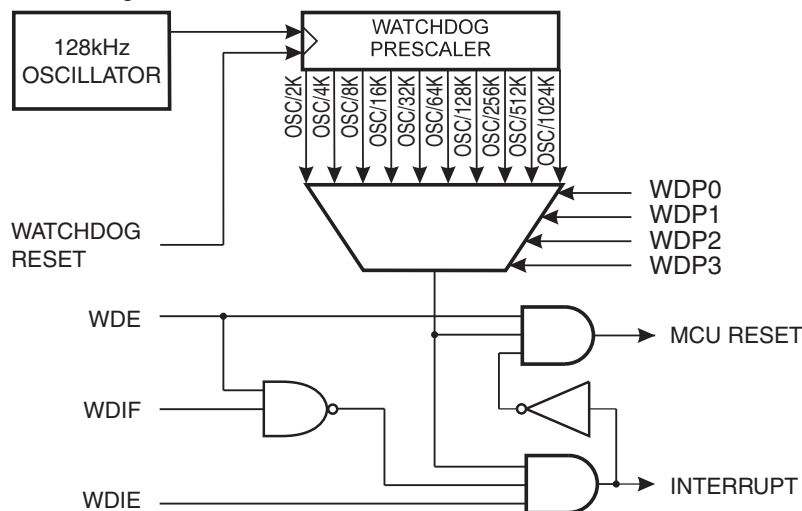 128kHz
OSCILLATOR
WATCHDOG
PRESCALER
OSC/2K
OSC/4K
OSC/8K
OSC/16K
OSC/32K
OSC/64K
OSC/128K
OSC/256K
OSC/512K
OSC/1024K
WDP0
WDP1
WDP2
WDP3
WATCHDOG
RESET
WDE
MCU RESET
WDIF
INTERRUPT
WDIE